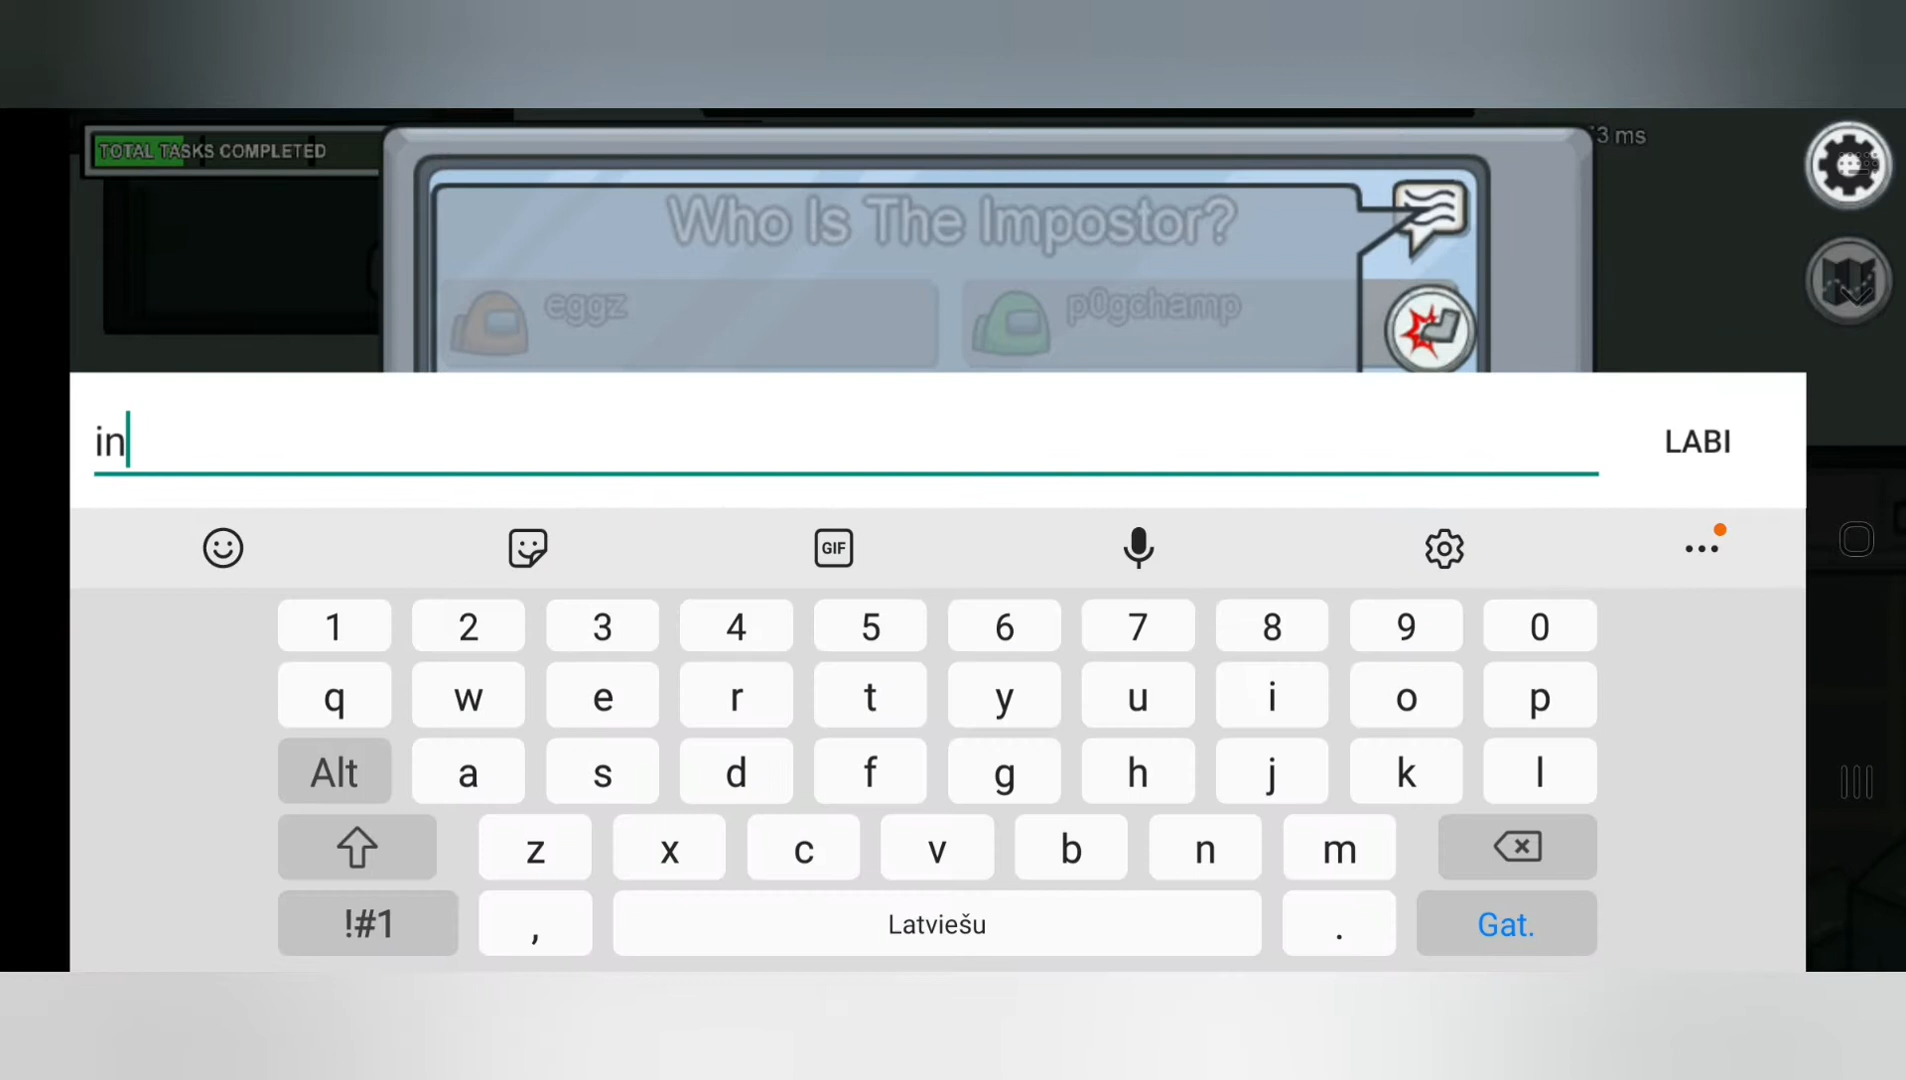 TOTAL TASKS COMPLETED
3 ms
Who Is The Impostor?
eggz
p0gchamp
in
LABI
GIF
1 2 3 4 5 6 7 8 9 0
q w e r t y u i o p
Alt a s d f g h j k l
z x c v b n m
!#1 , Latviešu . Gat.